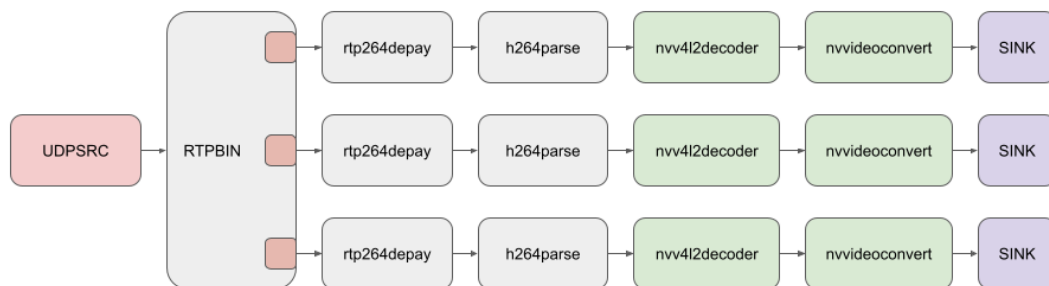 rtp264depay h264parse nvv4l2decoder nvvideoconvert SINK
UDPSRC RTPBIN rtp264depay h264parse nvv4l2decoder nvvideoconvert SINK
rtp264depay h264parse nvv4l2decoder nvvideoconvert SINK